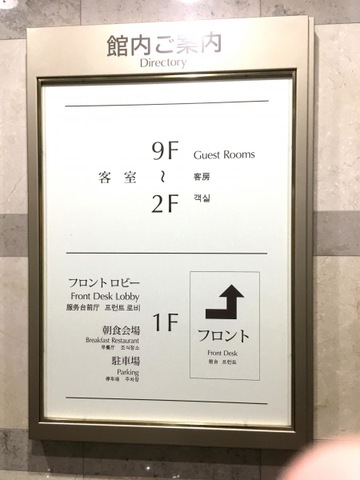 館内ご案内
Directory
9F
客室 ～
2F
Guest Rooms
客房
객실
フロント ロビー
Front Desk Lobby
服务台前厅 프런트 로비
朝食会場
Breakfast Restaurant
早餐厅 조식장소
駐車場
Parking
停车场 주차장
1F
フロント
Front Desk
前台 프런트